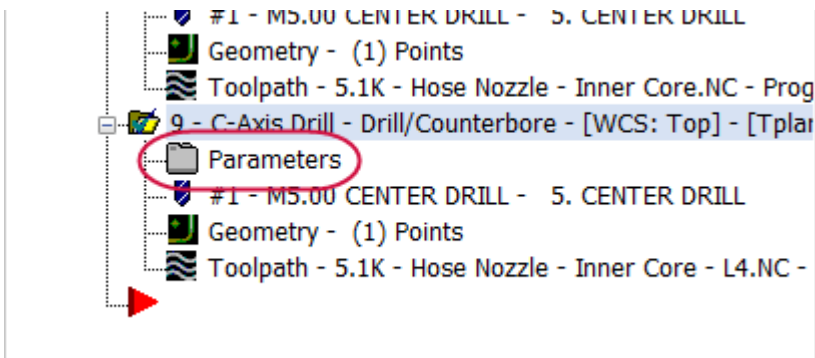 #1 - M5.00 CENTER DRILL - 5. CENTER DRILL
Geometry - (1) Points
Toolpath - 5.1K - Hose Nozzle - Inner Core.NC - Prog
9 - C-Axis Drill - Drill/Counterbore - [WCS: Top] - [Tplan
Parameters
#1 - M5.00 CENTER DRILL - 5. CENTER DRILL
Geometry - (1) Points
Toolpath - 5.1K - Hose Nozzle - Inner Core - L4.NC -